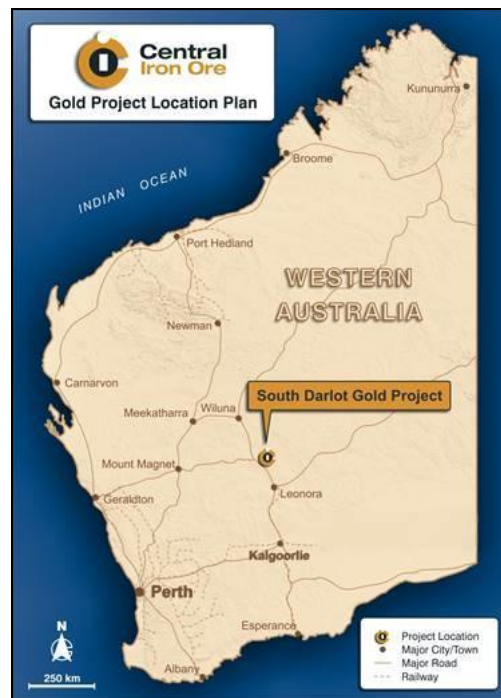 Central
Iron Ore
Gold Project Location Plan
Kununurra
Broome
INDIAN OCEAN
Port Hedland
WESTERN
AUSTRALIA
Newman
Carnarvon
South Darlot Gold Project
Meekatharra
Wiluna
Mount Magnet
Leonora
Geraldton
Kalgoorlie
Perth
Esperance
Albany
N
250 km
Project Location
Major City/Town
Major Road
Railway